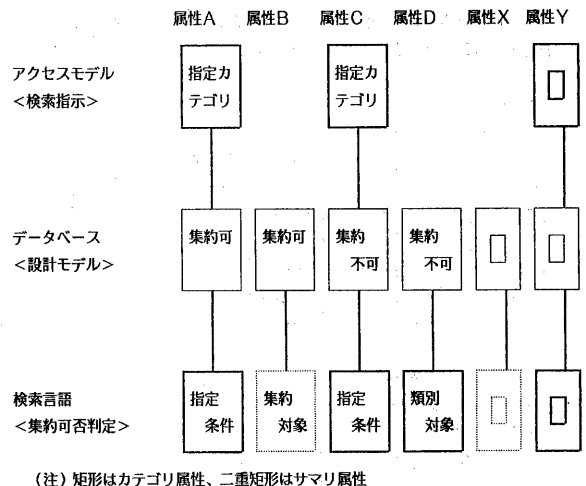 属性A 属性B 属性C 属性D 属性X 属性Y
アクセスモデル
<検索指示>
指定カ
テゴリ
指定カ
テゴリ
データベース
<設計モデル>
集約可
集約可
集約
不可
集約
不可
検索言語
<集約可否判定>
指定
条件
集約
対象
指定
条件
類別
対象
(注) 矩形はカテゴリ属性、二重矩形はサマリ属性